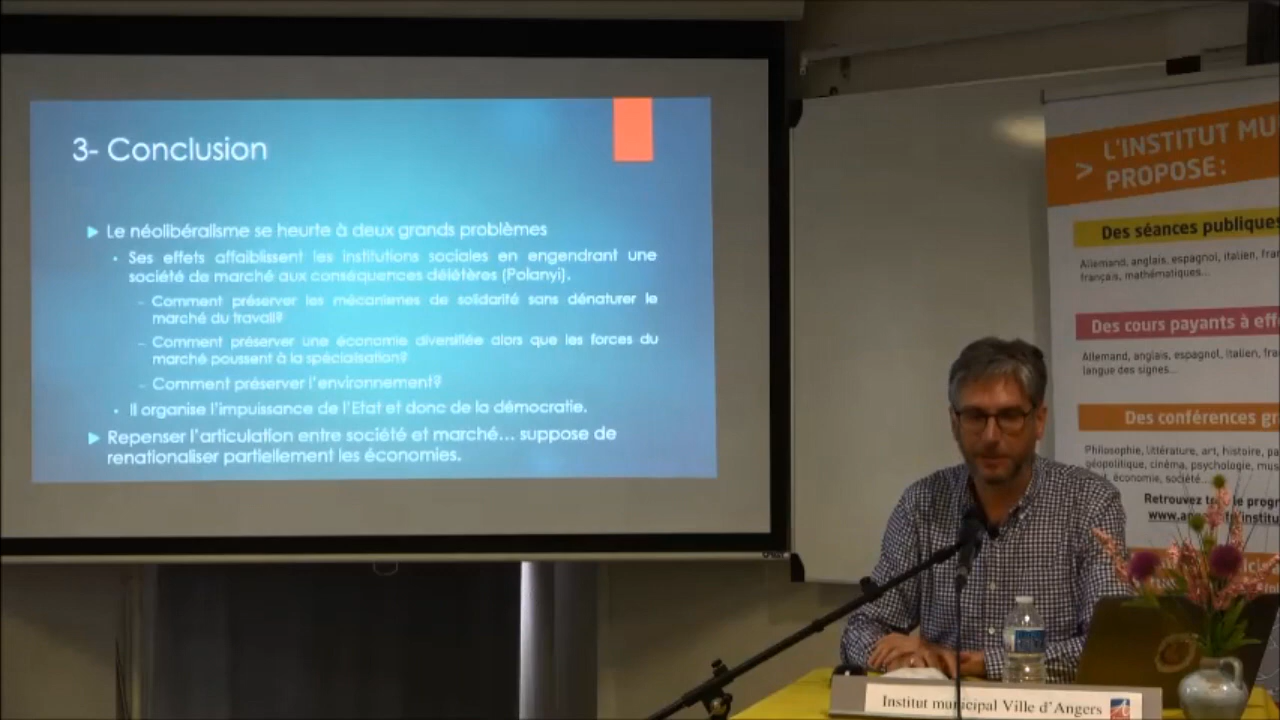 3- Conclusion
Le néolibéralisme se heurte à deux grands problèmes
Ses effets affaiblissent les institutions sociales en engendrant une
société de marché aux conséquences délétères (Polanyi).
Comment préserver les mécanismes de solidarité sans dénaturer le
marché du travail?
Comment préserver une économie diversifiée alors que les forces du
marché poussent à la spécialisation?
Comment préserver l'environnement?
Il organise l'impuissance de l'Etat et donc de la démocratie.
Repenser l'articulation entre société et marché... suppose de
renationaliser partiellement les économies.
> L'INSTITUT MU
PROPOSE:
Des séances publiques
Allemand, anglais, espagnol, italien,
français, mathématiques...
Des cours payants à
Allemand, anglais, espagnol, italien,
langue des signes...
Des conférences
Philosophie, littérature, art, histoire,
géopolitique, cinéma, psychologie,
économie, société...
Retrouvez le
www.
Institut municipal Ville d'Angers